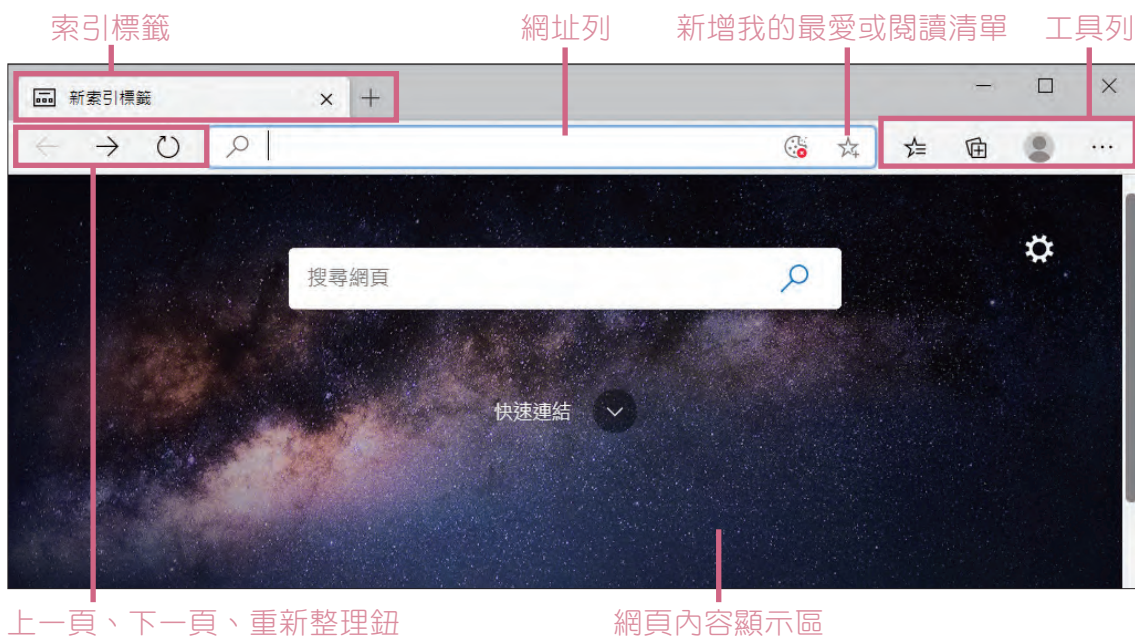 索引標籤
網址列
新增我的最愛或閱讀清單
工具列
新索引標籤
搜尋網頁
快速連結
上一頁、下一頁、重新整理鈕
網頁內容顯示區